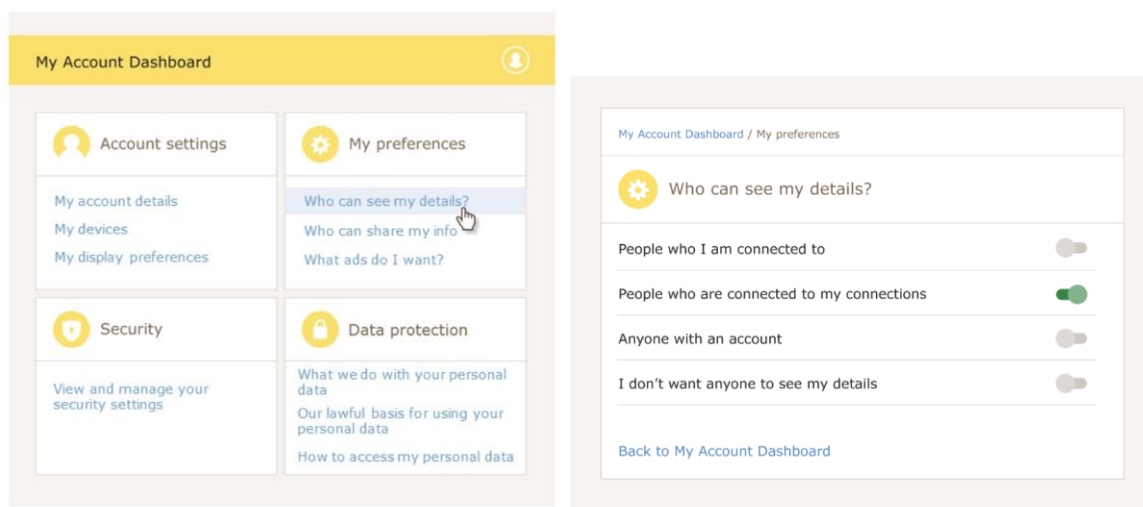 My Account Dashboard
Account settings
My account details
My devices
My display preferences
My preferences
Who can see my details?
Who can share my info
What ads do I want?
Security
View and manage your
security settings
Data protection
What we do with your personal
data
Our lawful basis for using your
personal data
How to access my personal data
My Account Dashboard / My preferences
Who can see my details?
People who I am connected to
People who are connected to my connections
Anyone with an account
I don't want anyone to see my details
Back to My Account Dashboard